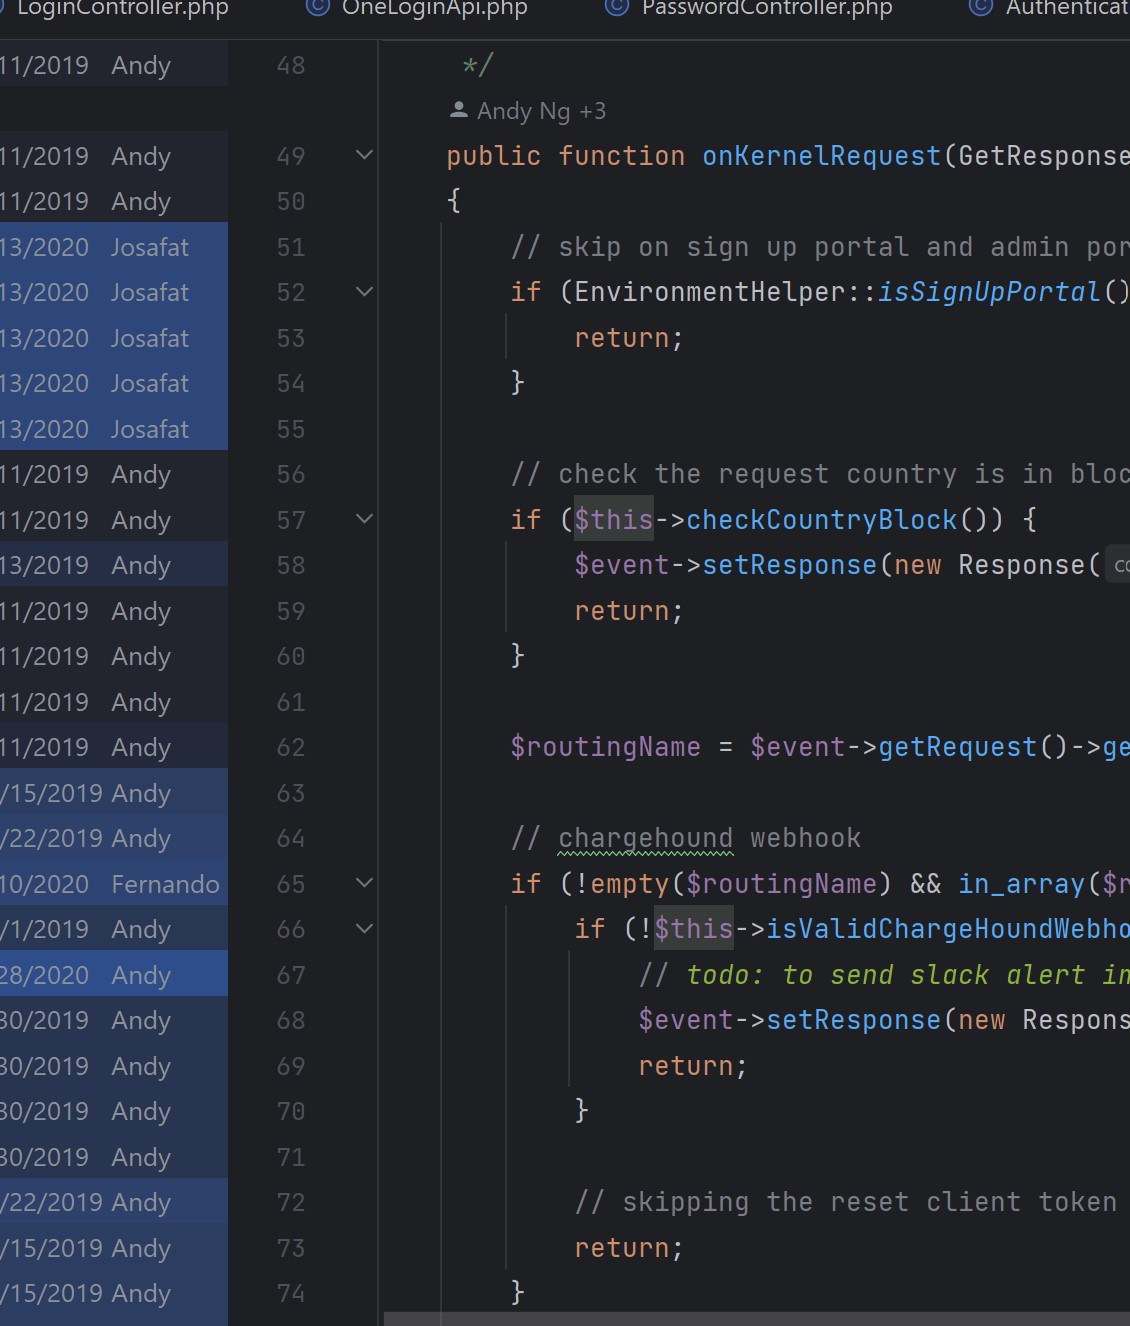 LoginController.php OneLoginApi.php PasswordController.php Authenticat
11/2019 Andy 48 */
Andy Ng +3
11/2019 Andy 49 public function onKernelRequest(GetResponse
11/2019 Andy 50 {
13/2020 Josafat 51 // skip on sign up portal and admin por
13/2020 Josafat 52 if (EnvironmentHelper::isSignUpPortal()
13/2020 Josafat 53 return;
13/2020 Josafat 54 }
13/2020 Josafat 55
11/2019 Andy 56 // check the request country is in bloc
11/2019 Andy 57 if ($this->checkCountryBlock()) {
13/2019 Andy 58 $event->setResponse(new Response( co
11/2019 Andy 59 return;
11/2019 Andy 60 }
11/2019 Andy 61
11/2019 Andy 62 $routingName = $event->getRequest()->ge
/15/2019 Andy 63
/22/2019 Andy 64 // chargehound webhook
10/2020 Fernando 65 if (!empty($routingName) && in_array($r
/1/2019 Andy 66 if (!$this->isValidChargeHoundWebho
28/2020 Andy 67 // todo: to send slack alert in
30/2019 Andy 68 $event->setResponse(new Respons
30/2019 Andy 69 return;
30/2019 Andy 70 }
30/2019 Andy 71
/22/2019 Andy 72 // skipping the reset client token
/15/2019 Andy 73 return;
/15/2019 Andy 74 }